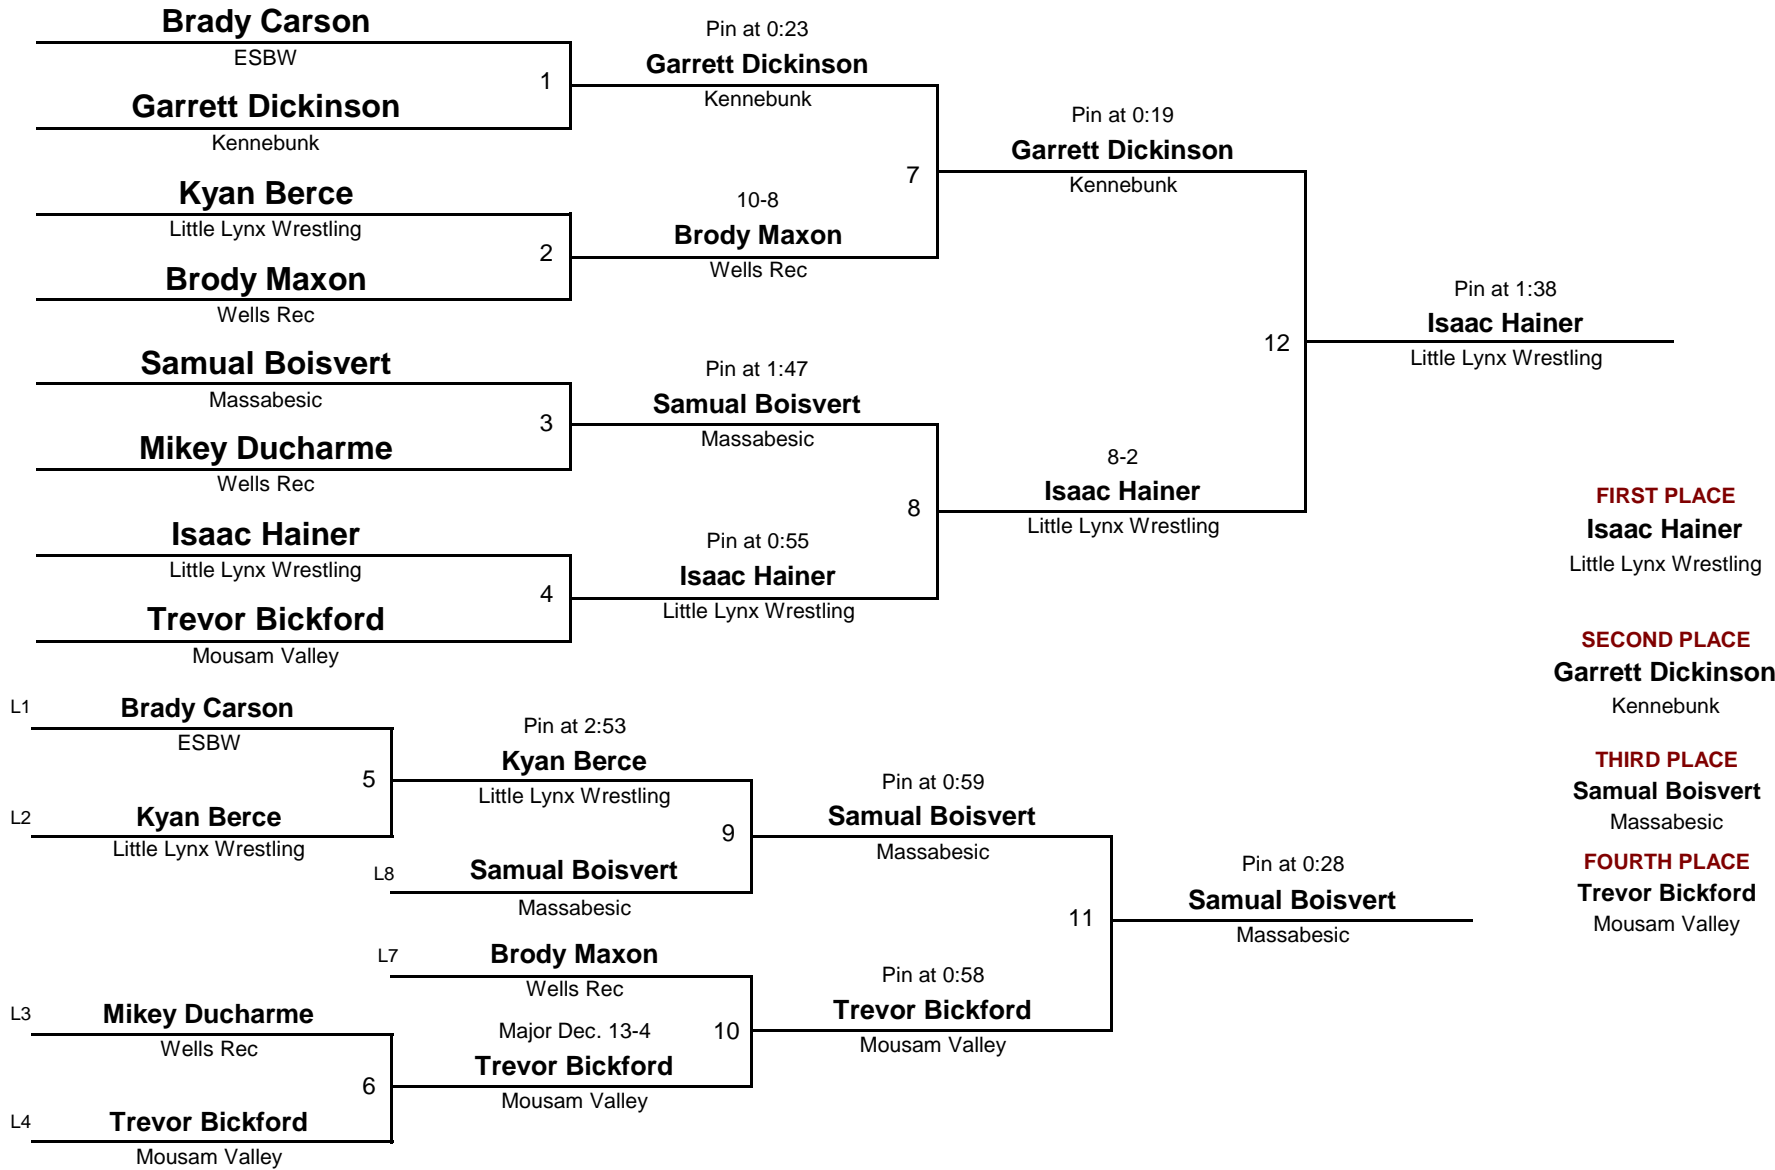 Brady Carson
ESBW
1
Garrett Dickinson
Kennebunk
Kyan Berce
Little Lynx Wrestling
2
Brody Maxon
Wells Rec
Samual Boisvert
Massabesic
3
Mikey Ducharme
Wells Rec
Isaac Hainer
Little Lynx Wrestling
4
Trevor Bickford
Mousam Valley
Pin at 0:23
Garrett Dickinson
Kennebunk
7
10-8
Brody Maxon
Wells Rec
Pin at 1:47
Samual Boisvert
Massabesic
8
Pin at 0:55
Isaac Hainer
Little Lynx Wrestling
Pin at 0:19
Garrett Dickinson
Kennebunk
12
8-2
Isaac Hainer
Little Lynx Wrestling
Pin at 1:38
Isaac Hainer
Little Lynx Wrestling
L1
Brady Carson
ESBW
5
L2
Kyan Berce
Little Lynx Wrestling
L3
Mikey Ducharme
Wells Rec
6
L4
Trevor Bickford
Mousam Valley
Pin at 2:53
Kyan Berce
Little Lynx Wrestling
9
L8
Samual Boisvert
Massabesic
L7
Brody Maxon
Wells Rec
Major Dec. 13-4
10
Trevor Bickford
Mousam Valley
Pin at 0:59
Samual Boisvert
Massabesic
11
Pin at 0:58
Trevor Bickford
Mousam Valley
Pin at 0:28
Samual Boisvert
Massabesic
FIRST PLACE
Isaac Hainer
Little Lynx Wrestling
SECOND PLACE
Garrett Dickinson
Kennebunk
THIRD PLACE
Samual Boisvert
Massabesic
FOURTH PLACE
Trevor Bickford
Mousam Valley